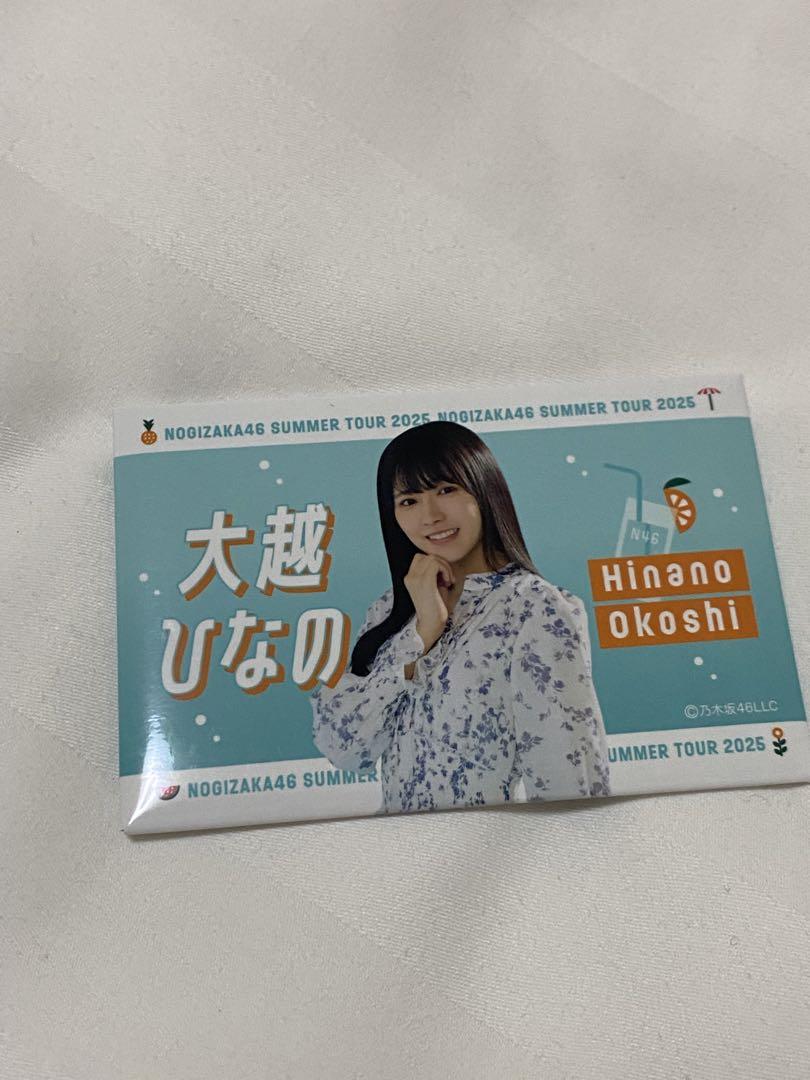 NOGIZAKA46 SUMMER TOUR 2025 NOGIZAKA46 SUMMER TOUR 2025
大越
ひなの
N46
Hinano
Okoshi
©乃木坂46LLC
NOGIZAKA46 SUMMER TOUR 2025